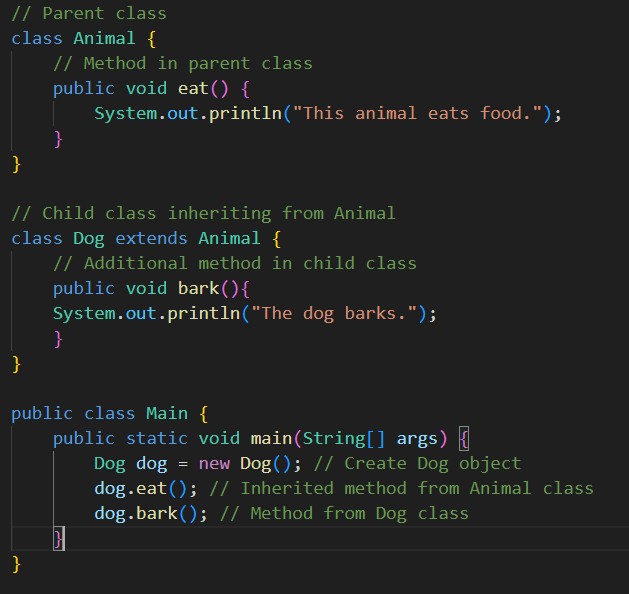 // Parent class
class Animal {
    // Method in parent class
    public void eat() {
        System.out.println("This animal eats food.");
    }
}

// Child class inheriting from Animal
class Dog extends Animal {
    // Additional method in child class
    public void bark(){
    System.out.println("The dog barks.");
    }
}

public class Main {
    public static void main(String[] args) {
        Dog dog = new Dog(); // Create Dog object
        dog.eat(); // Inherited method from Animal class
        dog.bark(); // Method from Dog class
    }
}